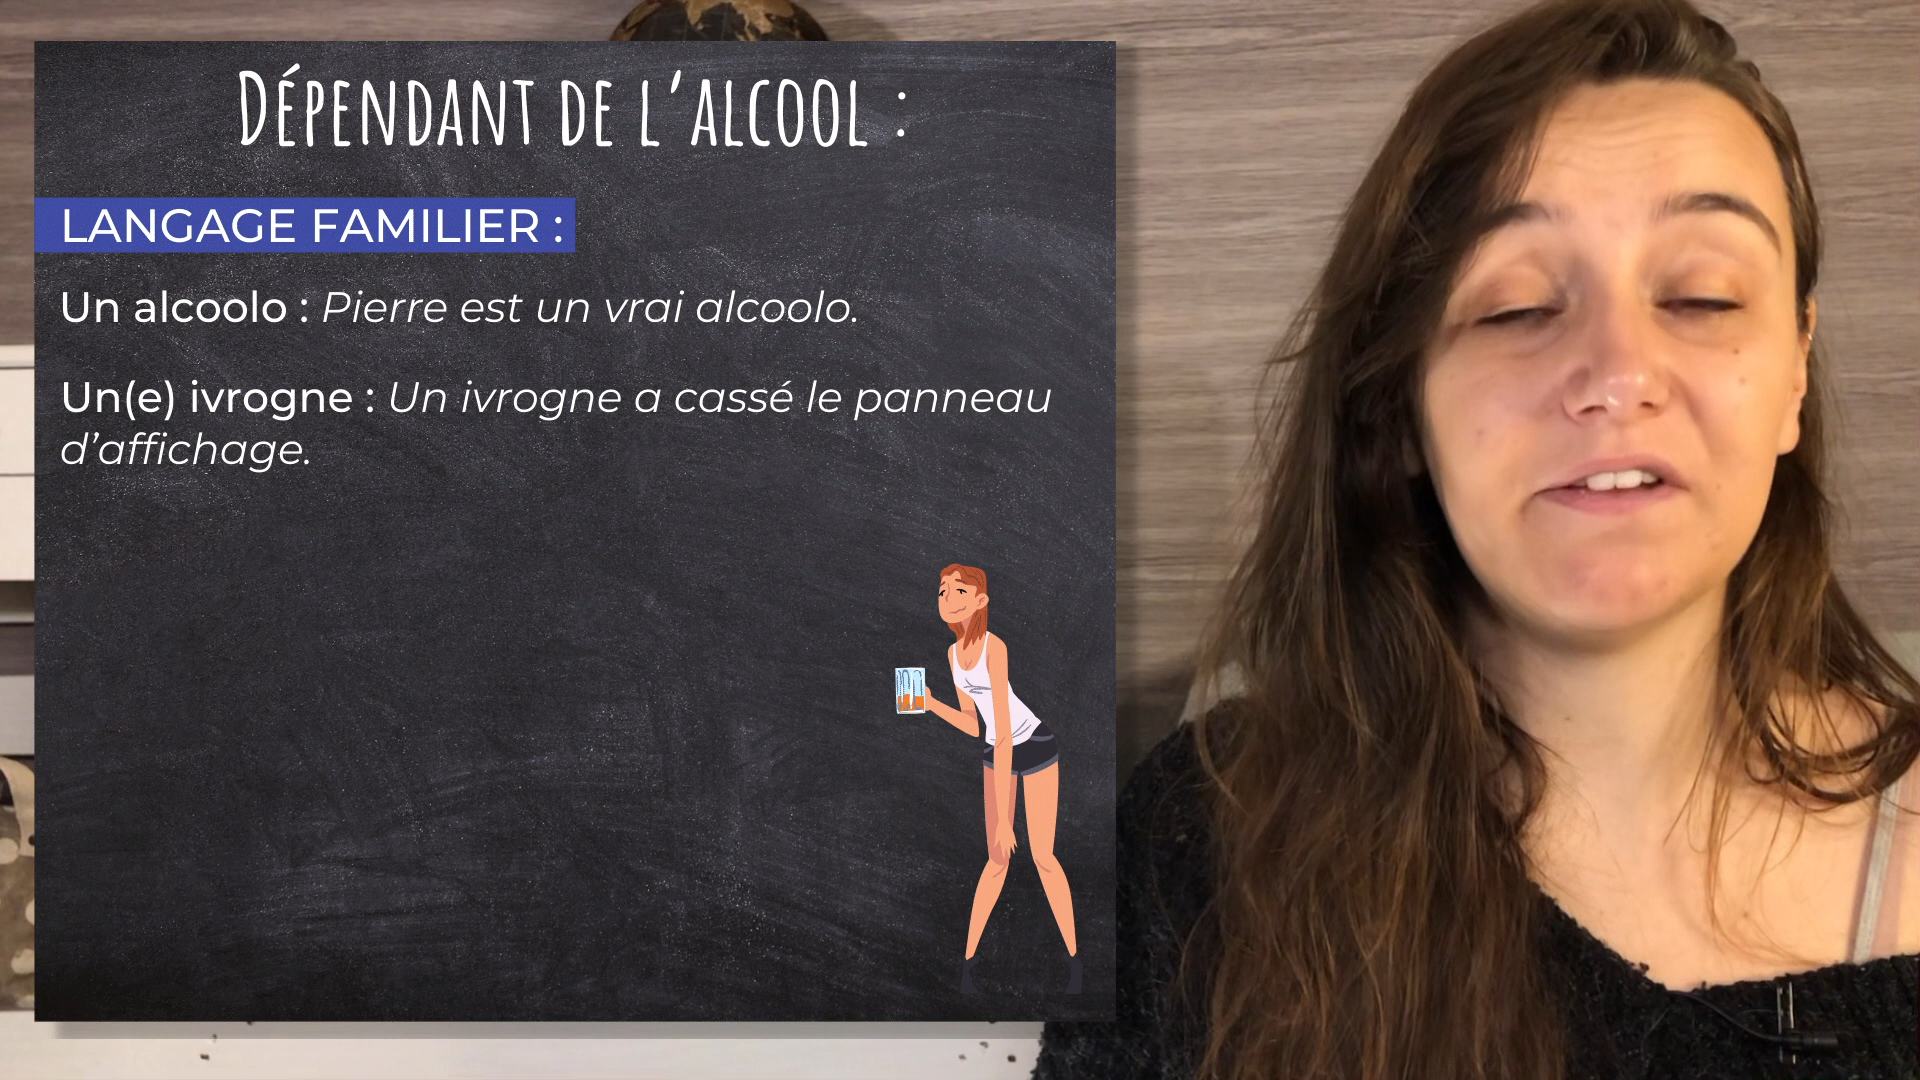 DÉPENDANT DE L’ALCOOL :
LANGAGE FAMILIER :
Un alcoolo : Pierre est un vrai alcoolo.
Un(e) ivrogne : Un ivrogne a cassé le panneau
d’affichage.